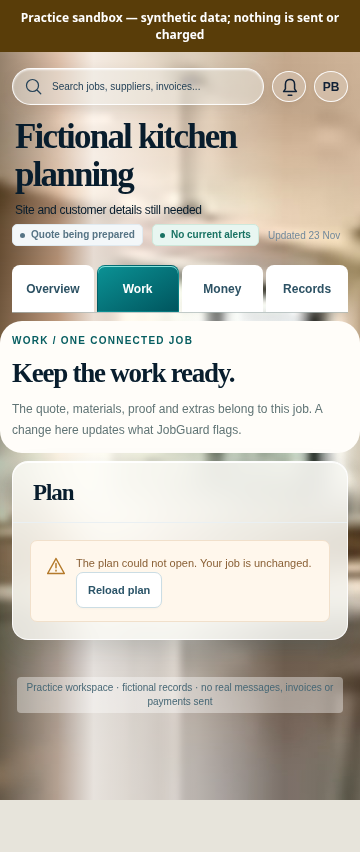 Practice sandbox — synthetic data; nothing is sent or
charged
Search jobs, suppliers, invoices...
PB
Fictional kitchen
planning
Site and customer details still needed
Quote being prepared
No current alerts
Updated 23 Nov
Overview
Work
Money
Records
WORK / ONE CONNECTED JOB
Keep the work ready.
The quote, materials, proof and extras belong to this job. A
change here updates what JobGuard flags.
Plan
The plan could not open. Your job is unchanged.
Reload plan
Practice workspace · fictional records · no real messages, invoices or
payments sent